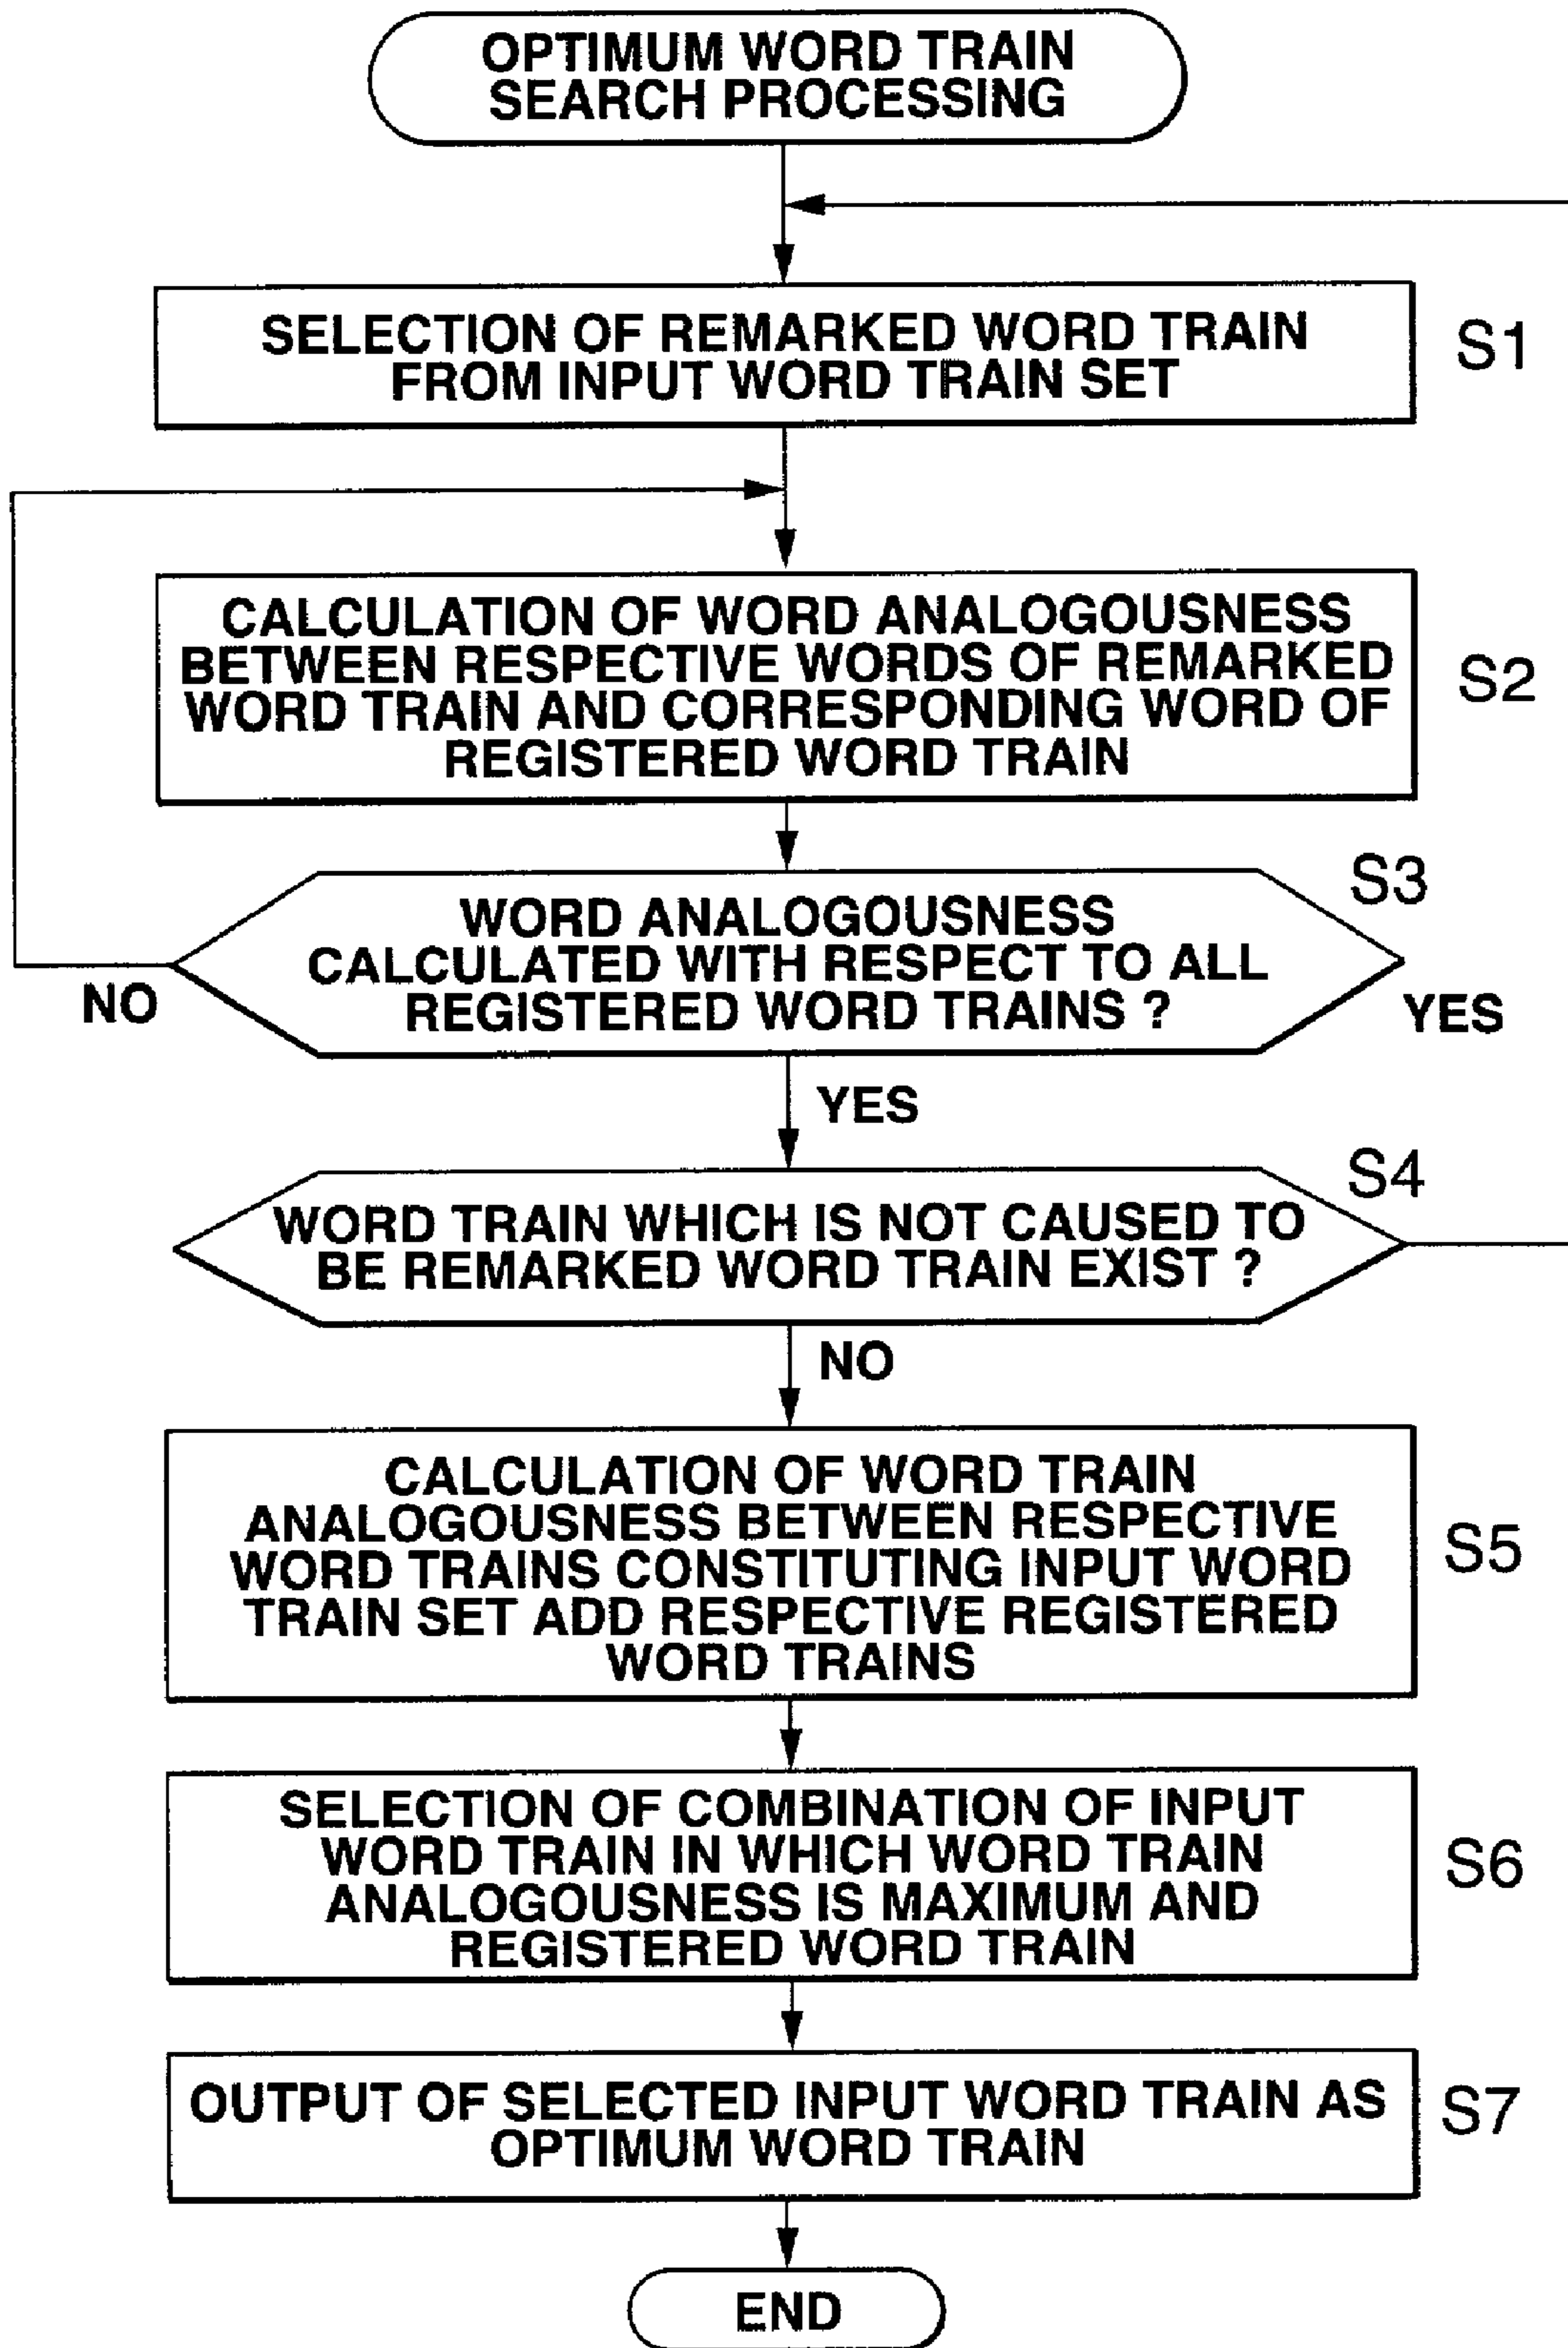 OPTIMUM WORD TRAIN
SEARCH PROCESSING
SELECTION OF REMARKED WORD TRAIN
FROM INPUT WORD TRAIN SET
S1
CALCULATION OF WORD ANALOGOUSNESS
BETWEEN RESPECTIVE WORDS OF REMARKED
WORD TRAIN AND CORRESPONDING WORD OF
REGISTERED WORD TRAIN
S2
S3
WORD ANALOGOUSNESS
CALCULATED WITH RESPECT TO ALL
REGISTERED WORD TRAINS ?
NO
YES
YES
S4
WORD TRAIN WHICH IS NOT CAUSED TO
BE REMARKED WORD TRAIN EXIST ?
NO
CALCULATION OF WORD TRAIN
ANALOGOUSNESS BETWEEN RESPECTIVE
WORD TRAINS CONSTITUTING INPUT WORD
TRAIN SET ADD RESPECTIVE REGISTERED
WORD TRAINS
S5
SELECTION OF COMBINATION OF INPUT
WORD TRAIN IN WHICH WORD TRAIN
ANALOGOUSNESS IS MAXIMUM AND
REGISTERED WORD TRAIN
S6
OUTPUT OF SELECTED INPUT WORD TRAIN AS
OPTIMUM WORD TRAIN
S7
END